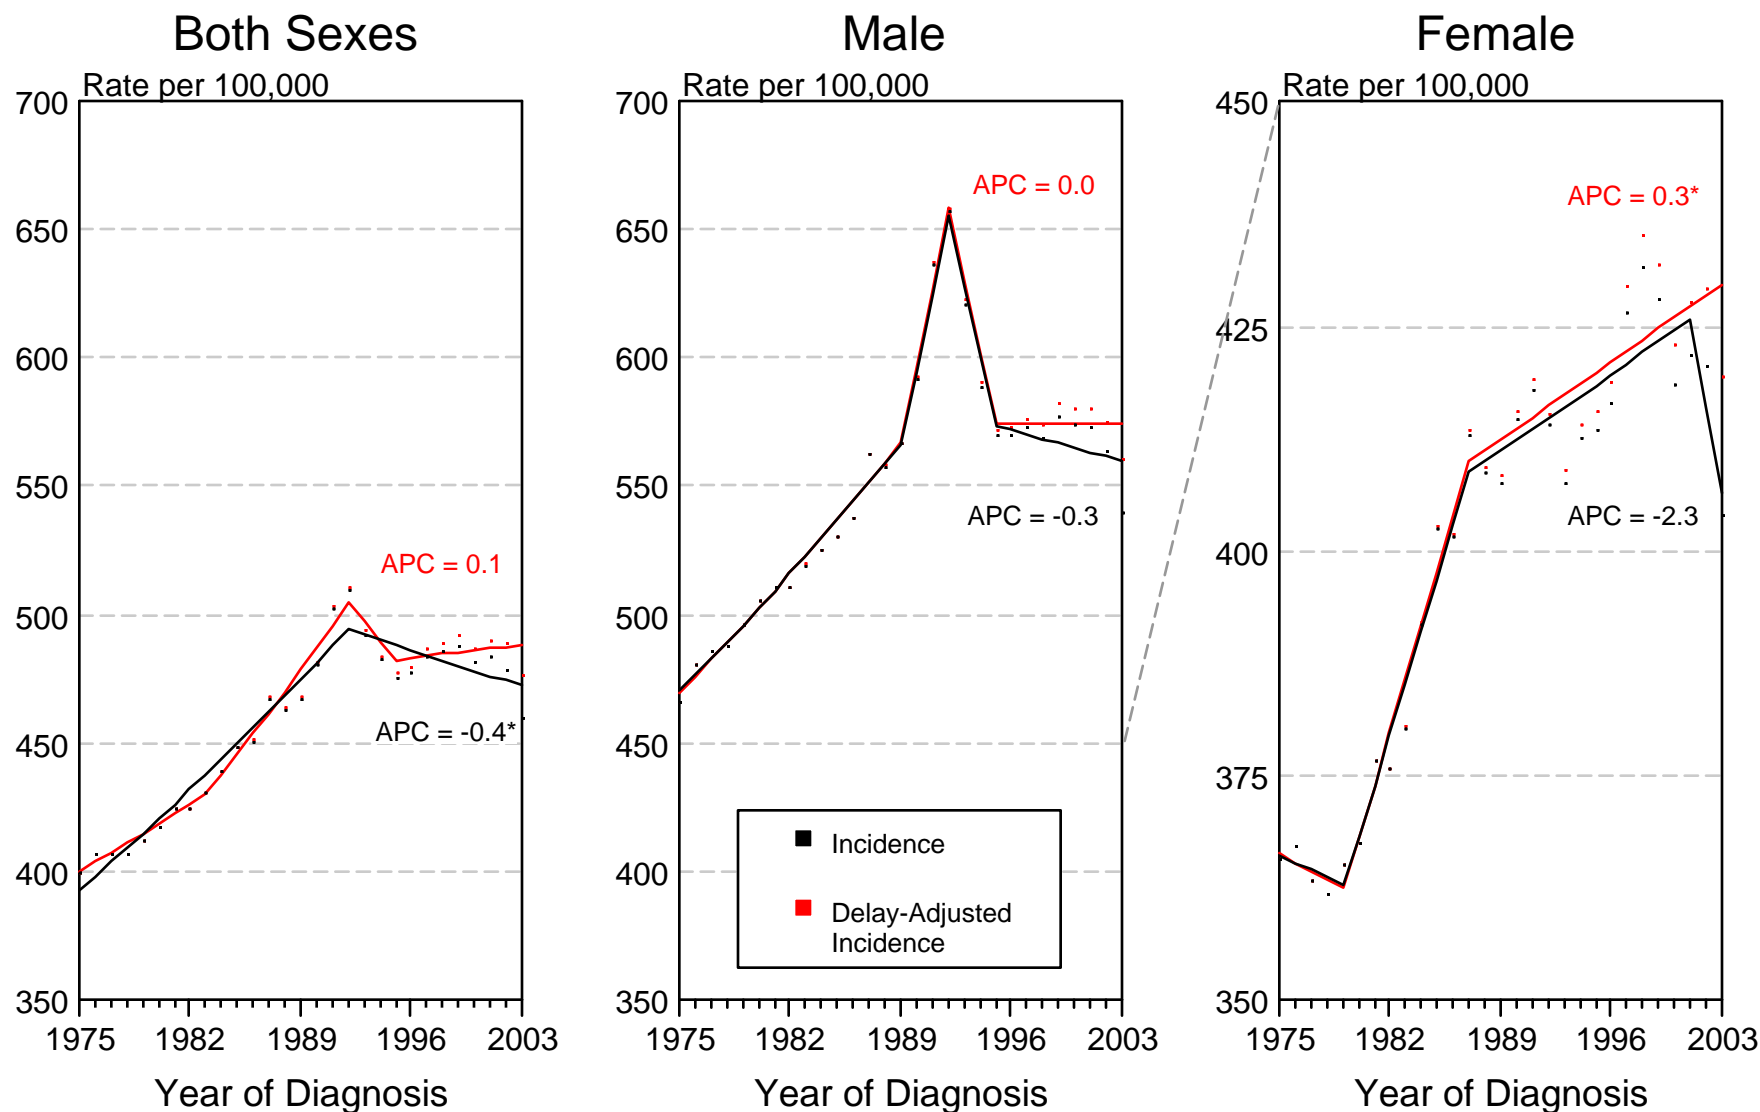 Both Sexes
Rate per 100,000
700
650
600
550
500
450
400
350
APC = 0.1
APC = -0.4*
1975 1982 1989 1996 2003
Year of Diagnosis
Male
Rate per 100,000
700
650
600
550
500
450
400
350
APC = 0.0
APC = -0.3
Incidence
Delay-Adjusted
Incidence
1975 1982 1989 1996 2003
Year of Diagnosis
Female
Rate per 100,000
450
425
400
375
350
APC = 0.3*
APC = -2.3
1975 1982 1989 1996 2003
Year of Diagnosis